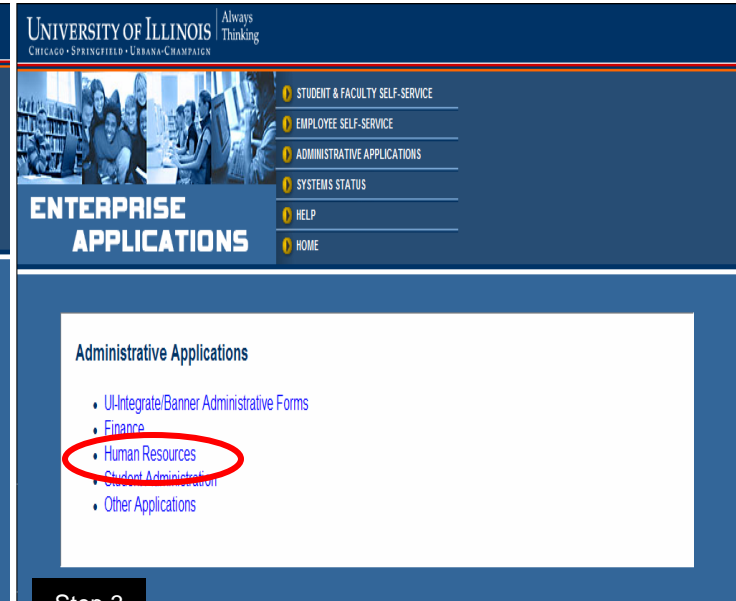 UNIVERSITY OF ILLINOIS
Always
Thinking
CHICAGO • SPRINGFIELD • URBANA-CHAMPAIGN
STUDENT & FACULTY SELF-SERVICE
EMPLOYEE SELF-SERVICE
ADMINISTRATIVE APPLICATIONS
SYSTEMS STATUS
HELP
HOME
ENTERPRISE
APPLICATIONS
Administrative Applications
• UI-Integrate/Banner Administrative Forms
• Finance
• Human Resources
• Student Administration
• Other Applications
Step